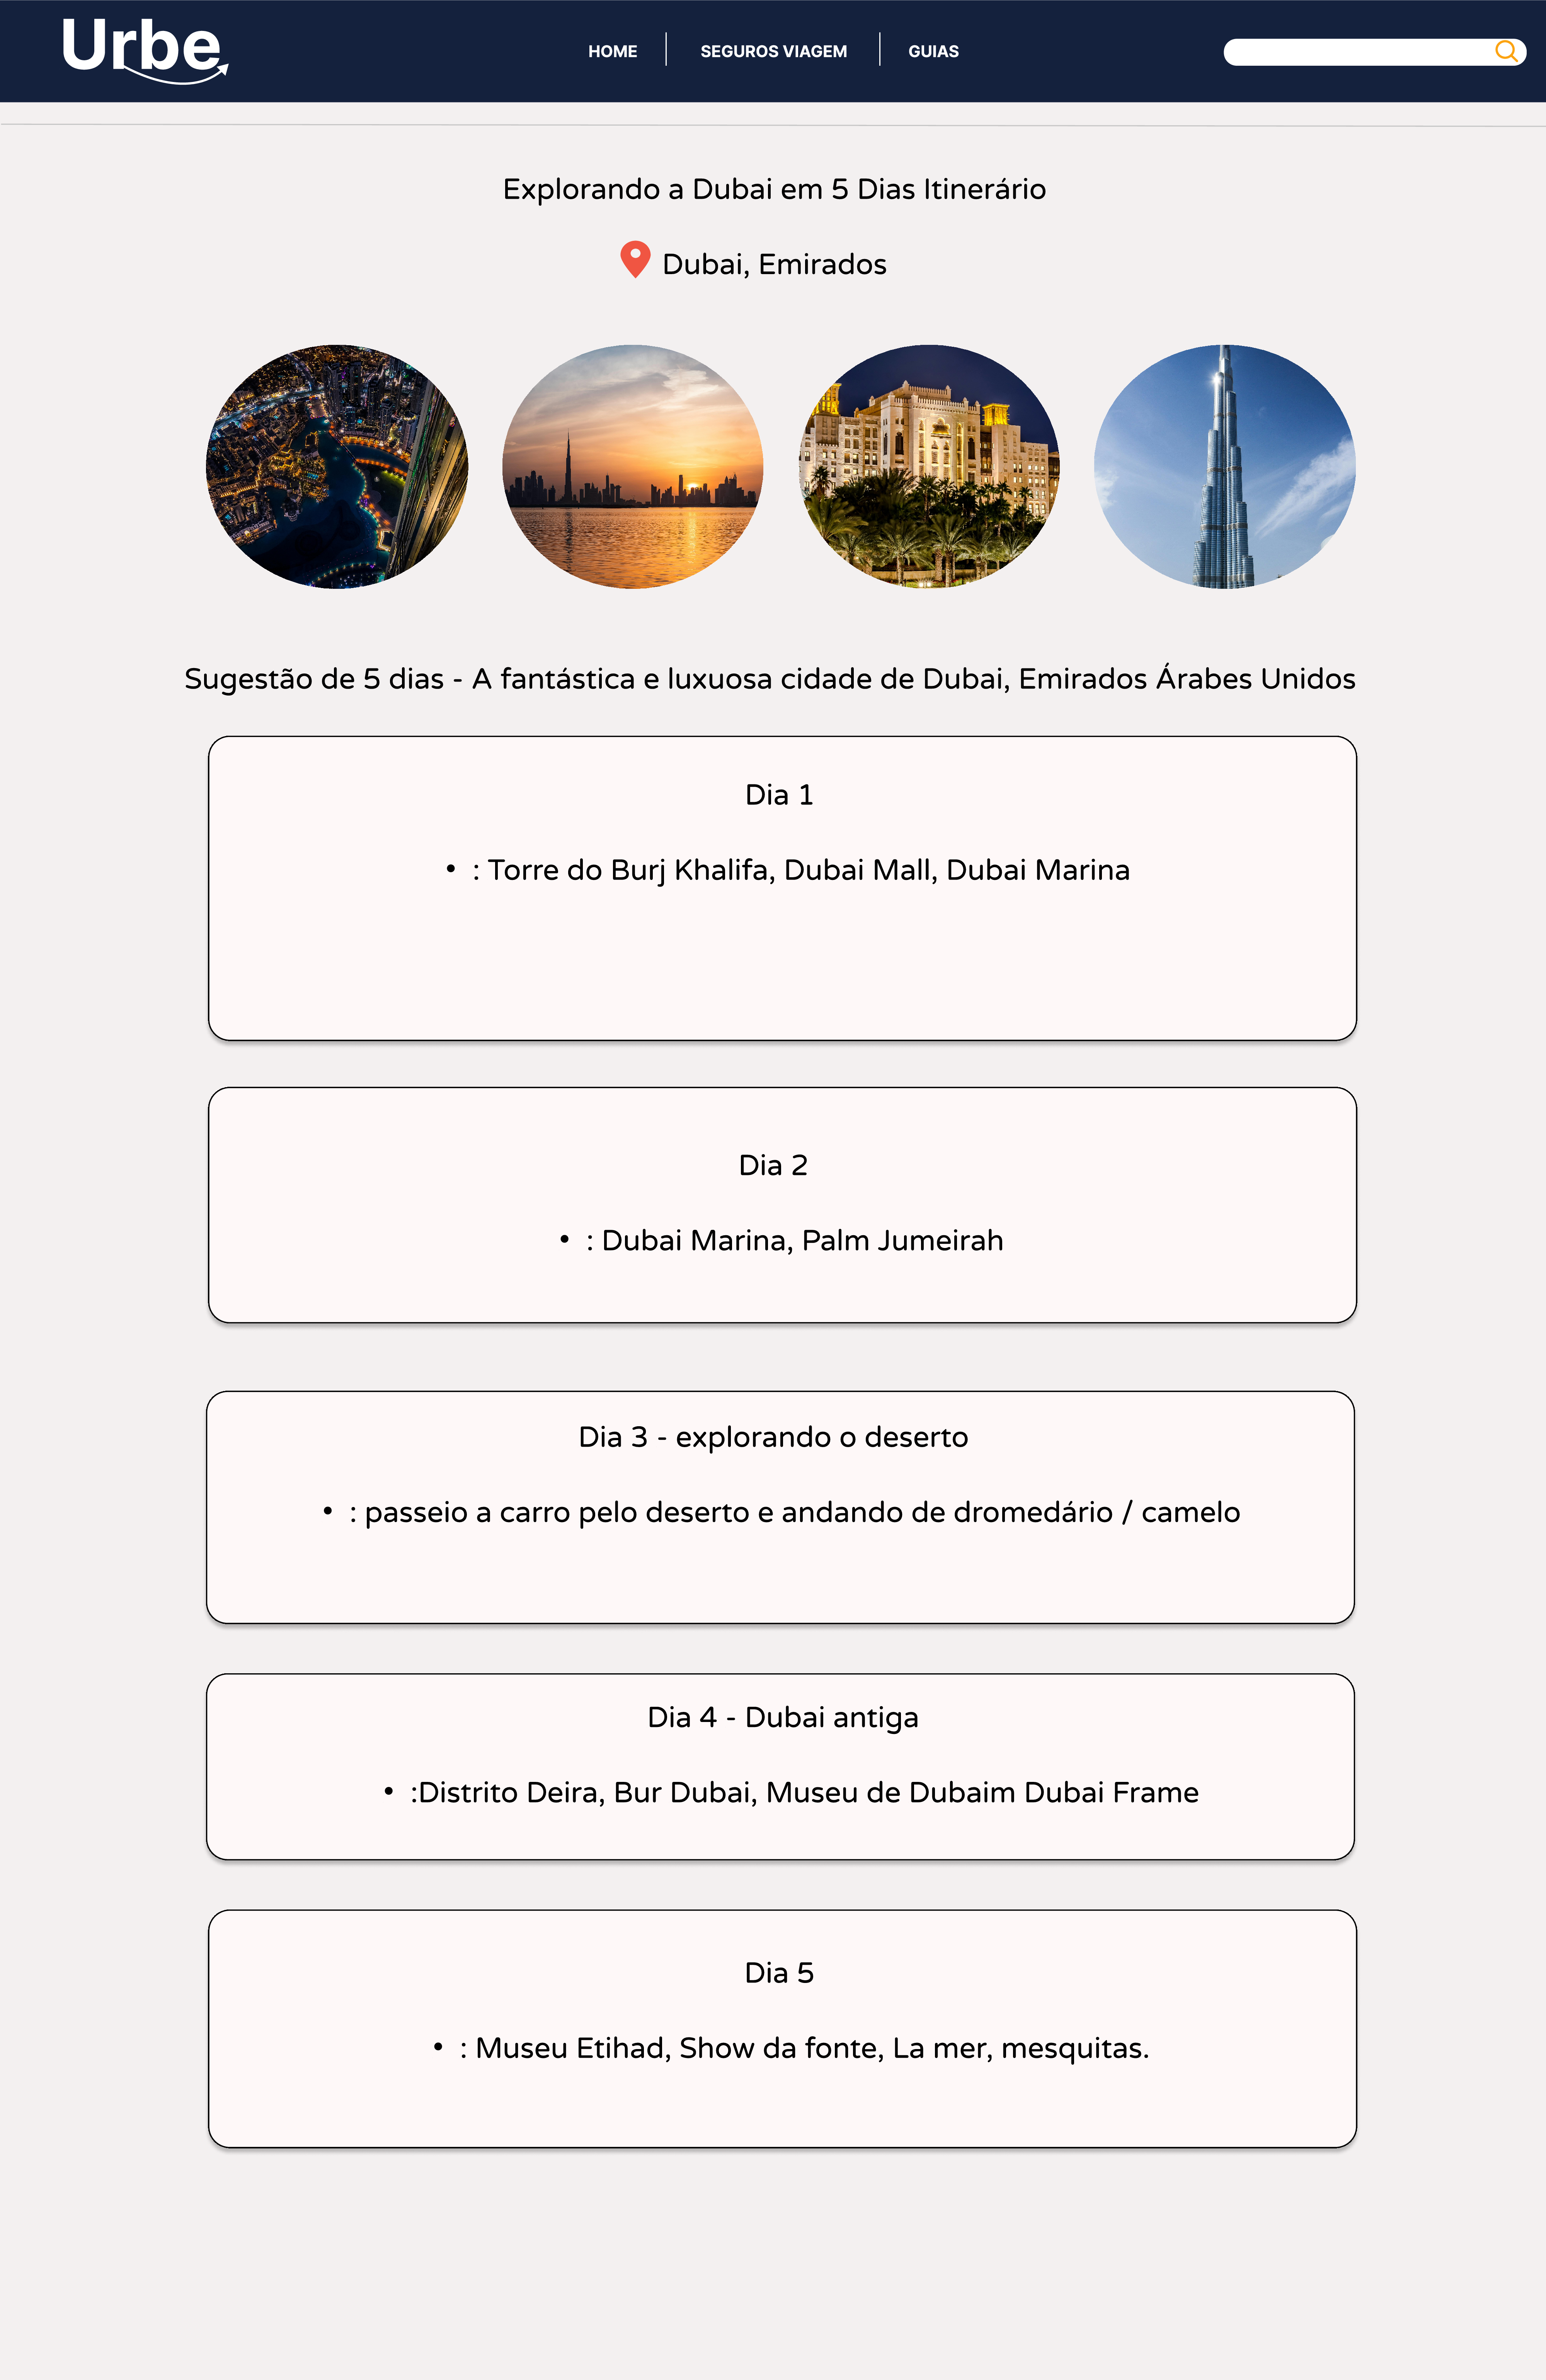 Urbe
HOME
SEGUROS VIAGEM
GUIAS
Explorando a Dubai em 5 Dias Itinerário
Dubai, Emirados
Sugestão de 5 dias - A fantástica e luxuosa cidade de Dubai, Emirados Árabes Unidos
Dia 1
• : Torre do Burj Khalifa, Dubai Mall, Dubai Marina
Dia 2
• : Dubai Marina, Palm Jumeirah
Dia 3 - explorando o deserto
• : passeio a carro pelo deserto e andando de dromedário / camelo
Dia 4 - Dubai antiga
• :Distrito Deira, Bur Dubai, Museu de Dubaim Dubai Frame
Dia 5
• : Museu Etihad, Show da fonte, La mer, mesquitas.